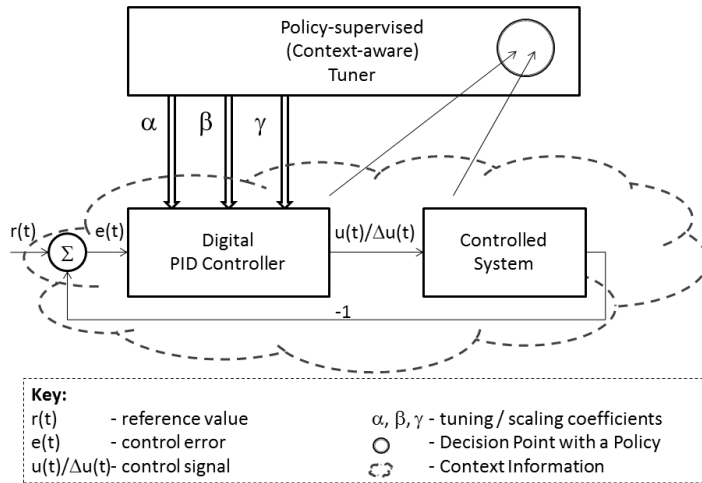 Policy-supervised
(Context-aware)
Tuner
α β γ
r(t) e(t) u(t)/Δu(t)
Σ
Digital
PID Controller
Controlled
System
-1
Key:
r(t) - reference value
e(t) - control error
u(t)/Δu(t)- control signal
α, β, γ - tuning / scaling coefficients
- Decision Point with a Policy
- Context Information